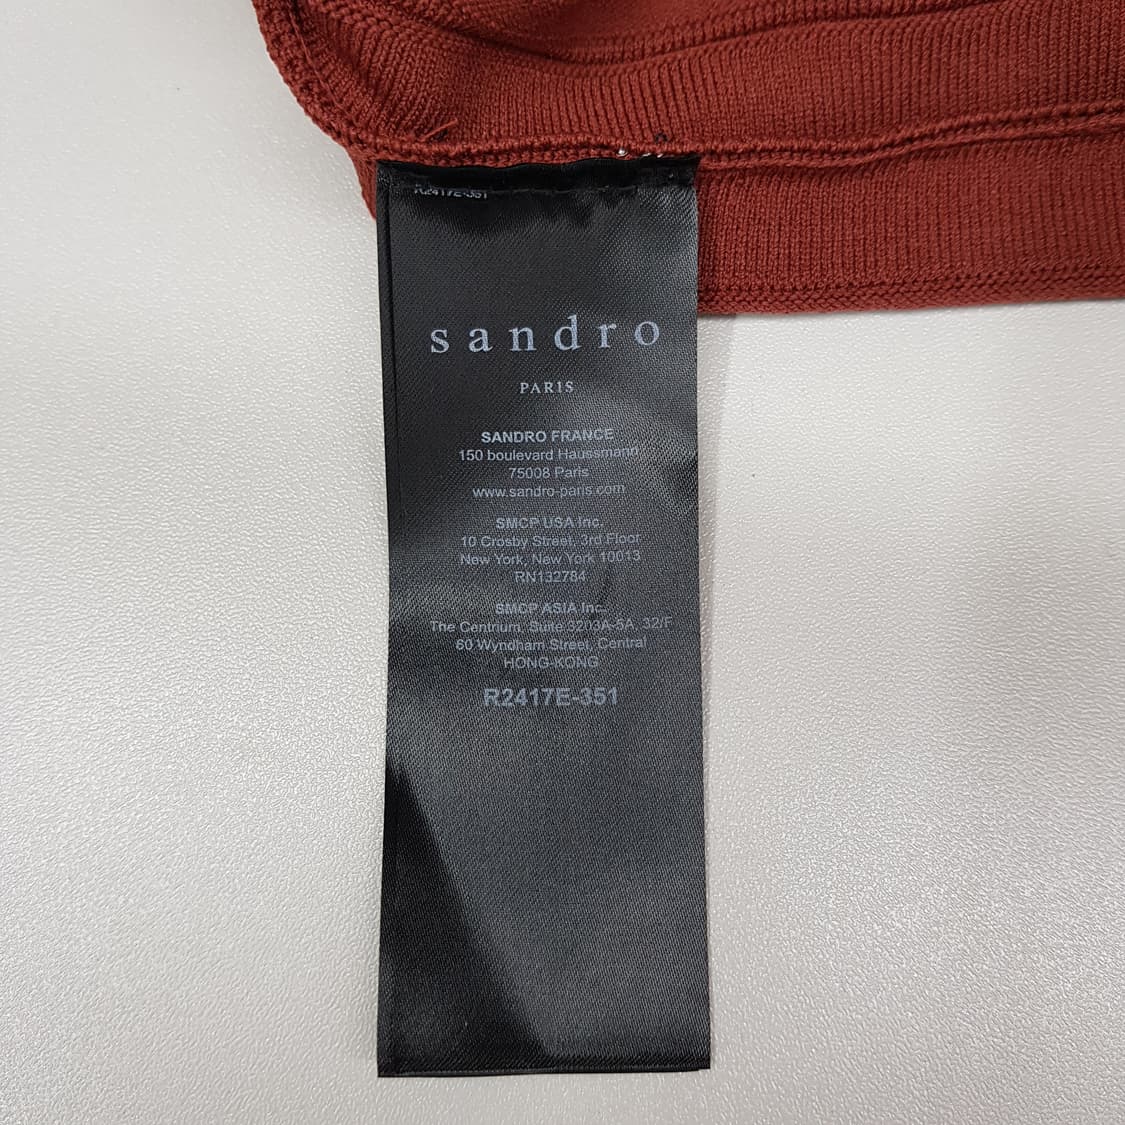 R2417E-351
sandro
PARIS
SANDRO FRANCE
150 boulevard Haussmann
75008 Paris
www.sandro-paris.com
SMCP USA Inc.
10 Crosby Street, 3rd Floor
New York, New York 10013
RN132784
SMCP ASIA Inc.
The Centrium, Suite 3203A-5A, 32/F
60 Wyndham Street, Central
HONG-KONG
R2417E-351